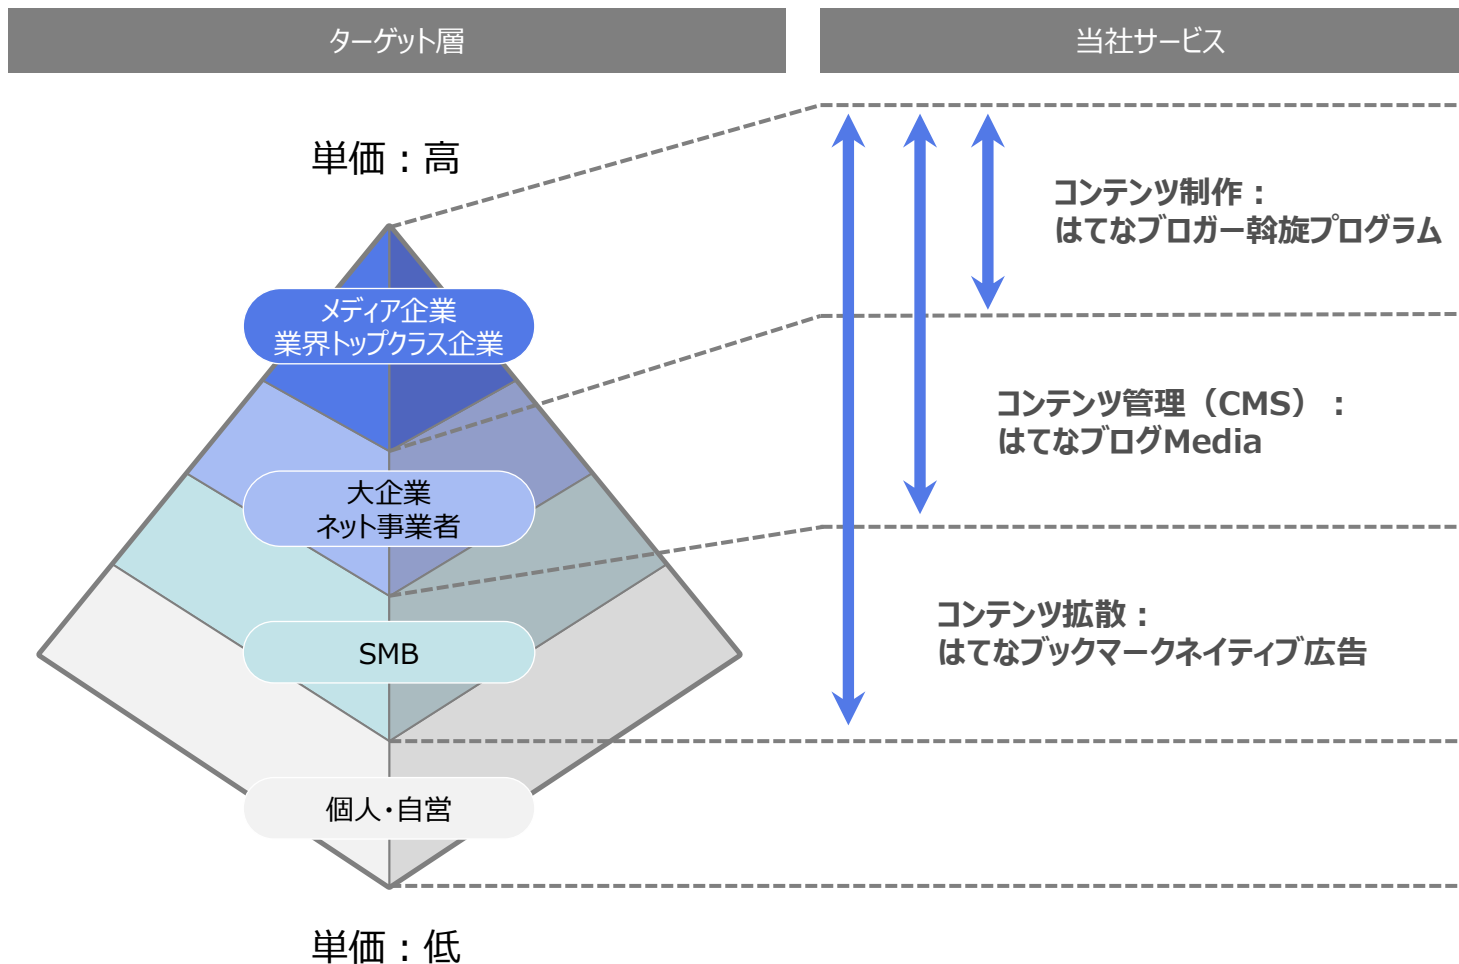 ターゲット層
当社サービス
単価：高
メディア企業
業界トップクラス企業
大企業
ネット事業者
SMB
個人・自営
単価：低
コンテンツ制作：
はてなブロガー斡旋プログラム
コンテンツ管理（CMS）：
はてなブログMedia
コンテンツ拡散：
はてなブックマークネイティブ広告